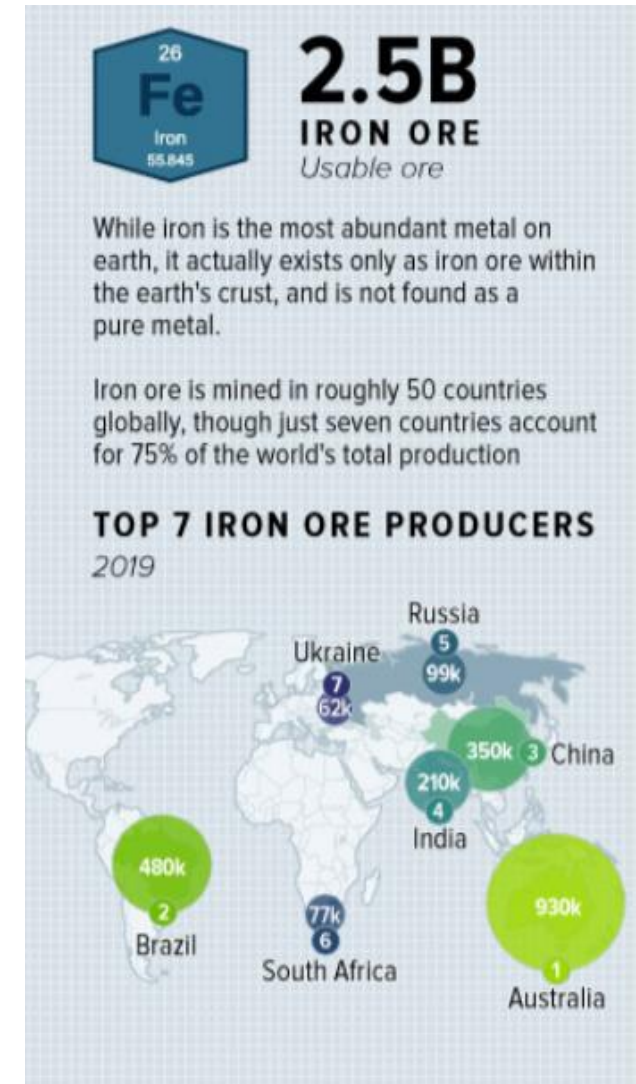 26
Fe
Iron
55.845
2.5B
IRON ORE
Usable ore
While iron is the most abundant metal on
earth, it actually exists only as iron ore within
the earth's crust, and is not found as a
pure metal.
Iron ore is mined in roughly 50 countries
globally, though just seven countries account
for 75% of the world's total production
TOP 7 IRON ORE PRODUCERS
2019
Russia
5
99k
Ukraine
7
62k
350k
3 China
210k
4
India
480k
2
Brazil
77k
6
South Africa
930k
1
Australia